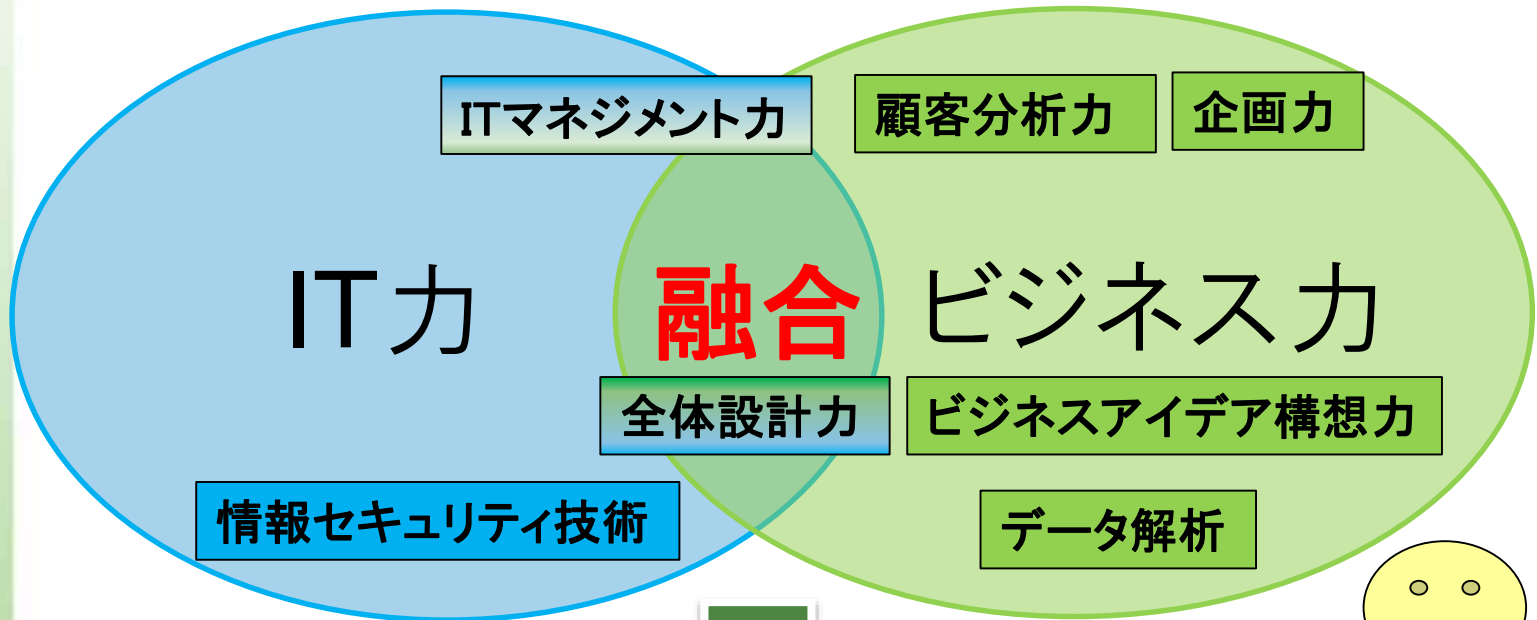 ITマネジメント力
顧客分析力
企画力
IT力
融合
ビジネス力
全体設計力
ビジネスアイデア構想力
情報セキュリティ技術
データ解析